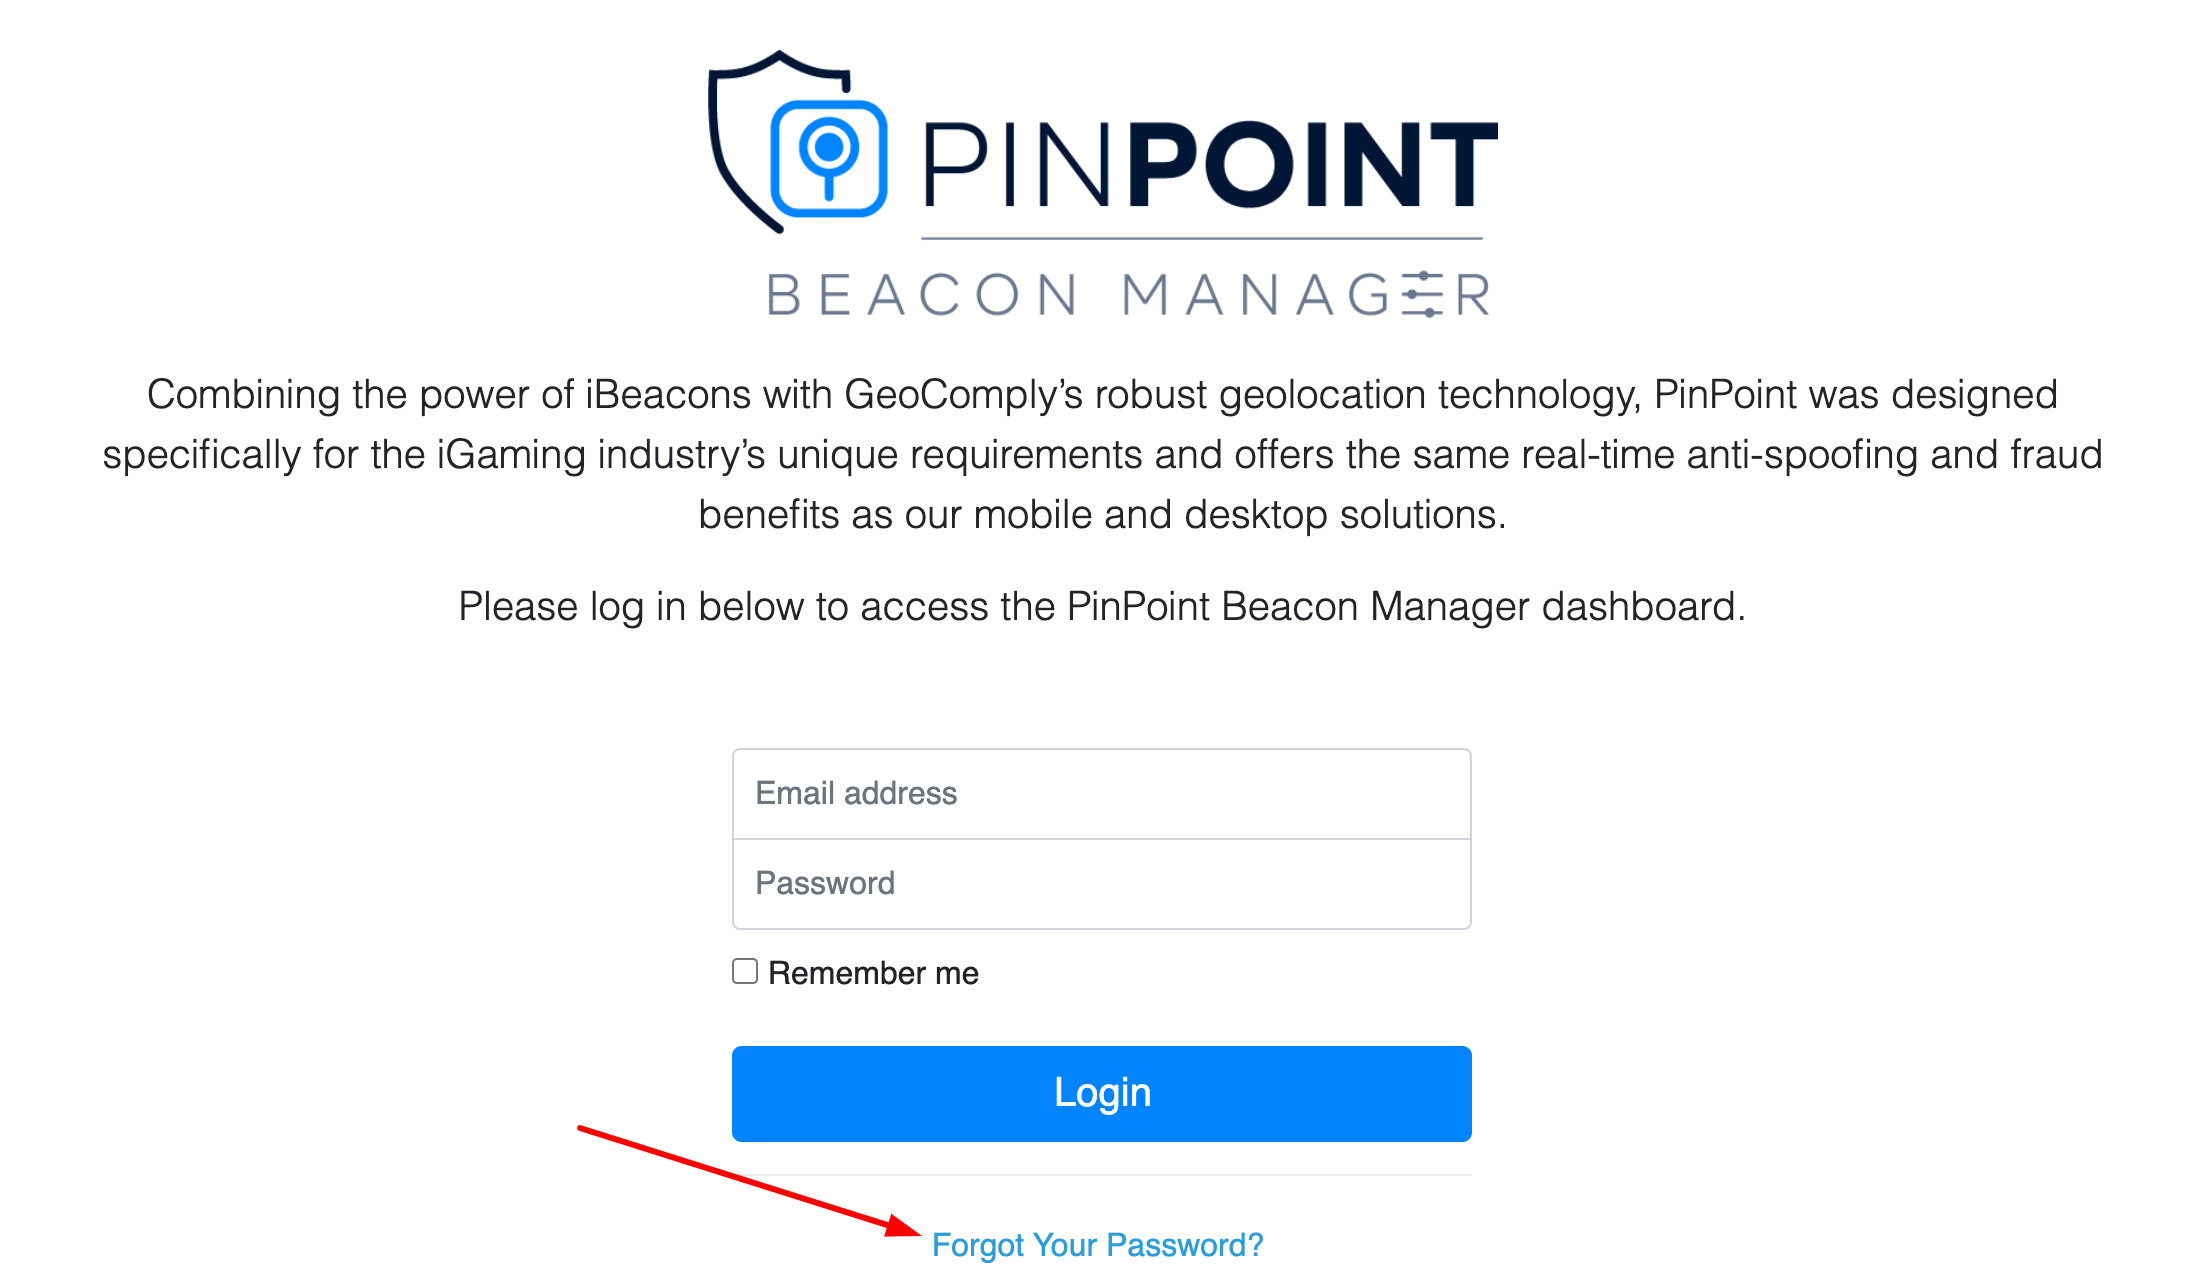 PINPOINT
BEACON MANAGER
Combining the power of iBeacons with GeoComply’s robust geolocation technology, PinPoint was designed
specifically for the iGaming industry’s unique requirements and offers the same real-time anti-spoofing and fraud
benefits as our mobile and desktop solutions.
Please log in below to access the PinPoint Beacon Manager dashboard.
Email address
Password
Remember me
Login
Forgot Your Password?